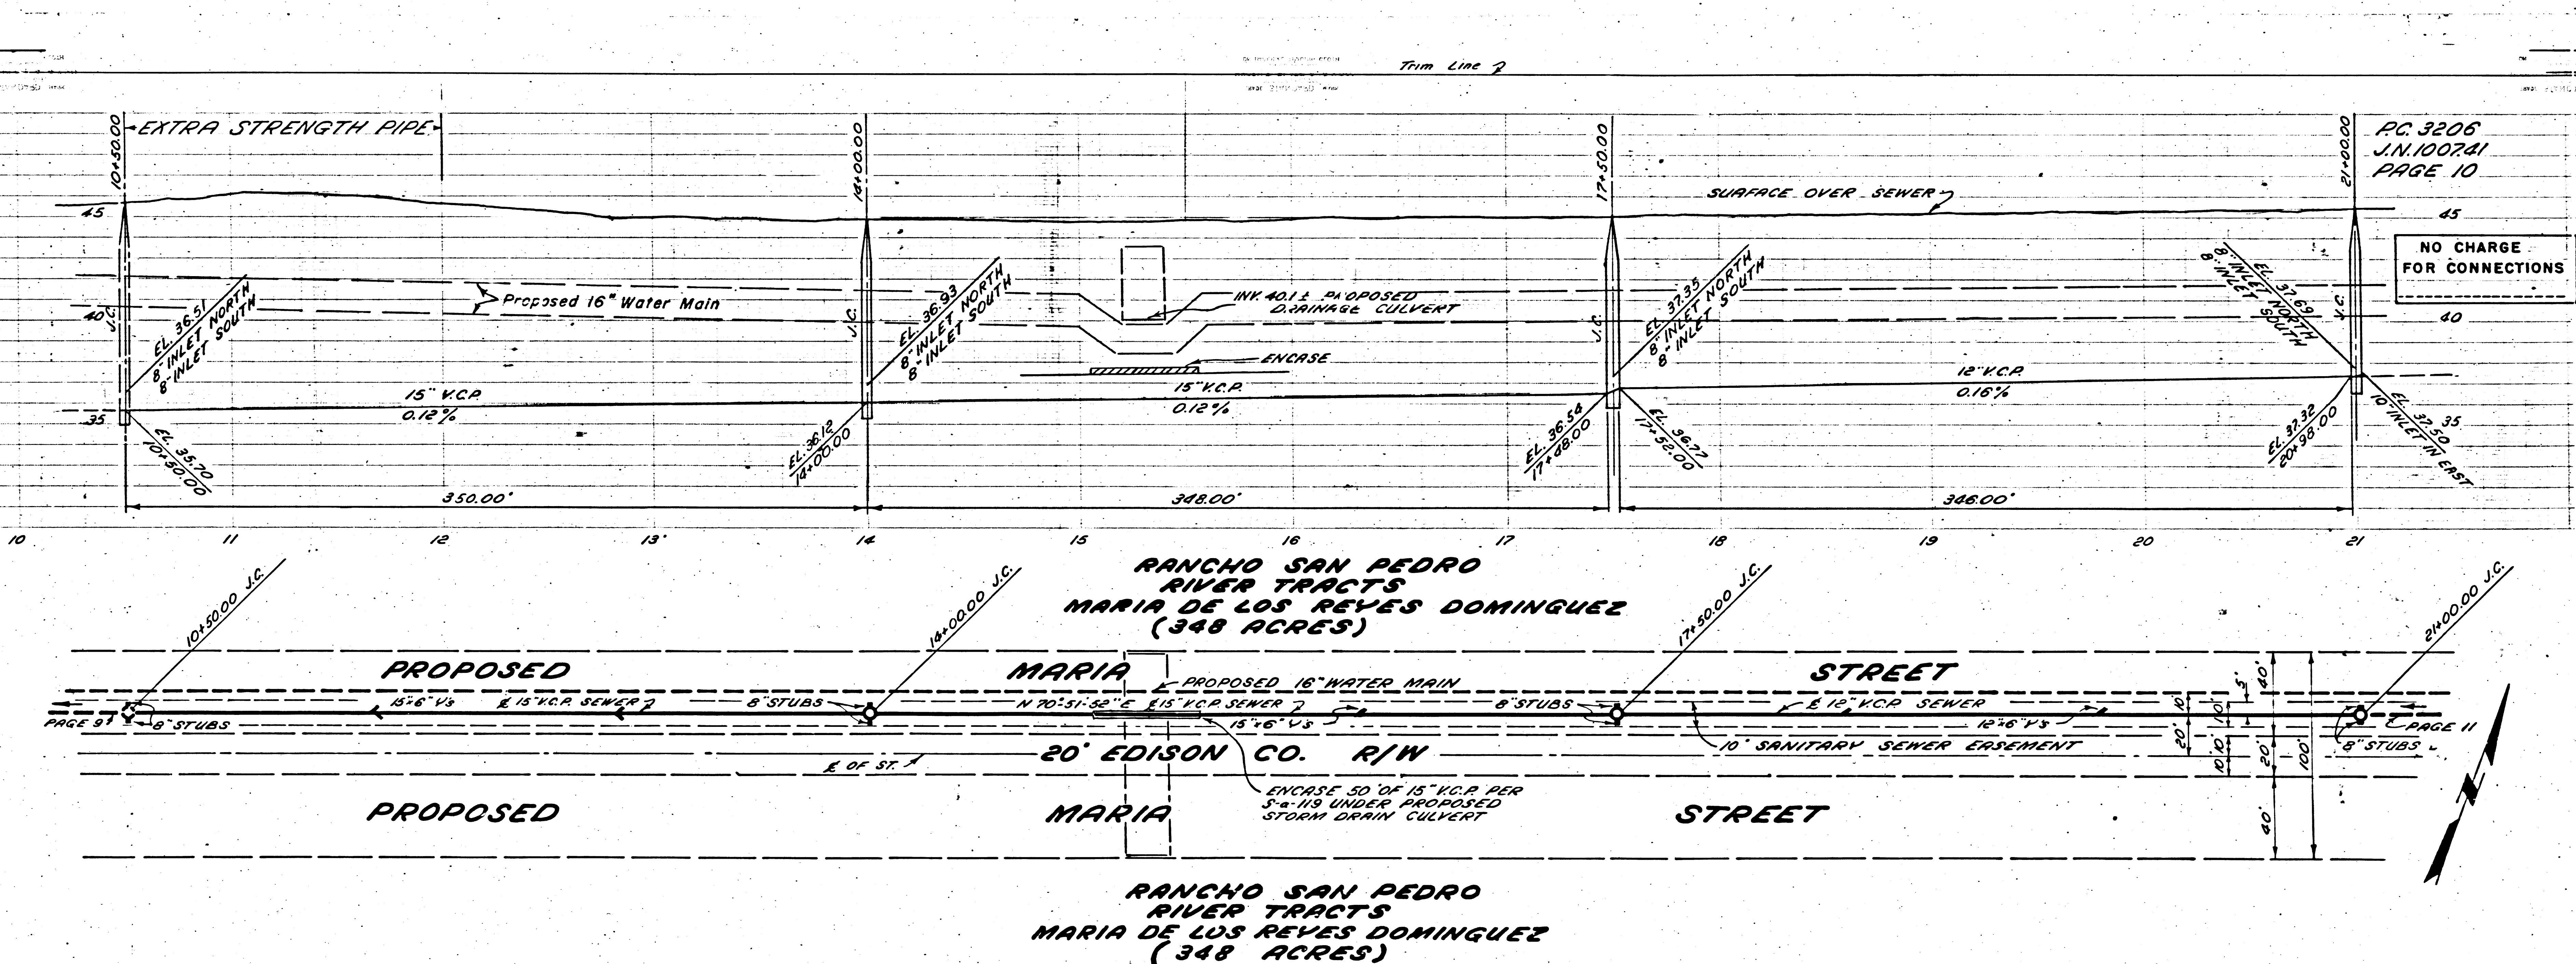 Trim Line
10+50.00
EXTRA STRENGTH PIPE
14+00.00
17+50.00
21+00.00
P.C. 3206
J.N. 100741
PAGE 10
SURFACE OVER SEWER
45
45
NO CHARGE
FOR CONNECTIONS
40
40
J.C.
EL. 36.51
8" INLET NORTH
8" INLET SOUTH
Proposed 16" Water Main
J.C.
EL. 36.93
8" INLET NORTH
8" INLET SOUTH
INV. 40.1± PROPOSED
DRAINAGE CULVERT
ENCASE
J.C.
EL. 37.35
8" INLET NORTH
8" INLET SOUTH
J.C.
EL. 37.69
8" INLET NORTH
8" INLET SOUTH
15" V.C.P.
0.12%
15" V.C.P.
0.12%
12" V.C.P.
0.16%
35
35
EL. 35.70
10+50.00
EL. 36.12
14+00.00
EL. 36.54
17+48.00
EL. 36.77
17+52.00
EL. 37.32
20+98.00
EL. 37.50
10" INLET IN EAST
350.00'
348.00'
346.00'
10 11 12 13 14 15 16 17 18 19 20 21
RANCHO SAN PEDRO
RIVER TRACTS
MARIA DE LOS REYES DOMINGUEZ
(348 ACRES)
10+50.00 J.C.
14+00.00 J.C.
17+50.00 J.C.
21+00.00 J.C.
PROPOSED MARIA STREET
PROPOSED 16" WATER MAIN
PAGE 9
8" STUBS
15"x6" Y's
℄ 15" V.C.P. SEWER
8" STUBS
N 70°-51'-52" E ℄ 15" V.C.P. SEWER
15"x6" Y's
8" STUBS
℄ 12" V.C.P. SEWER
12"x6" Y's
8" STUBS
PAGE 11
10' SANITARY SEWER EASEMENT
℄ OF ST.
20' EDISON CO. R/W
10'
20'
10'
10'
10'
5'
40'
20'
40'
100'
ENCASE 50' OF 15" V.C.P. PER
S-a-119 UNDER PROPOSED
STORM DRAIN CULVERT
PROPOSED MARIA STREET
RANCHO SAN PEDRO
RIVER TRACTS
MARIA DE LOS REYES DOMINGUEZ
(348 ACRES)